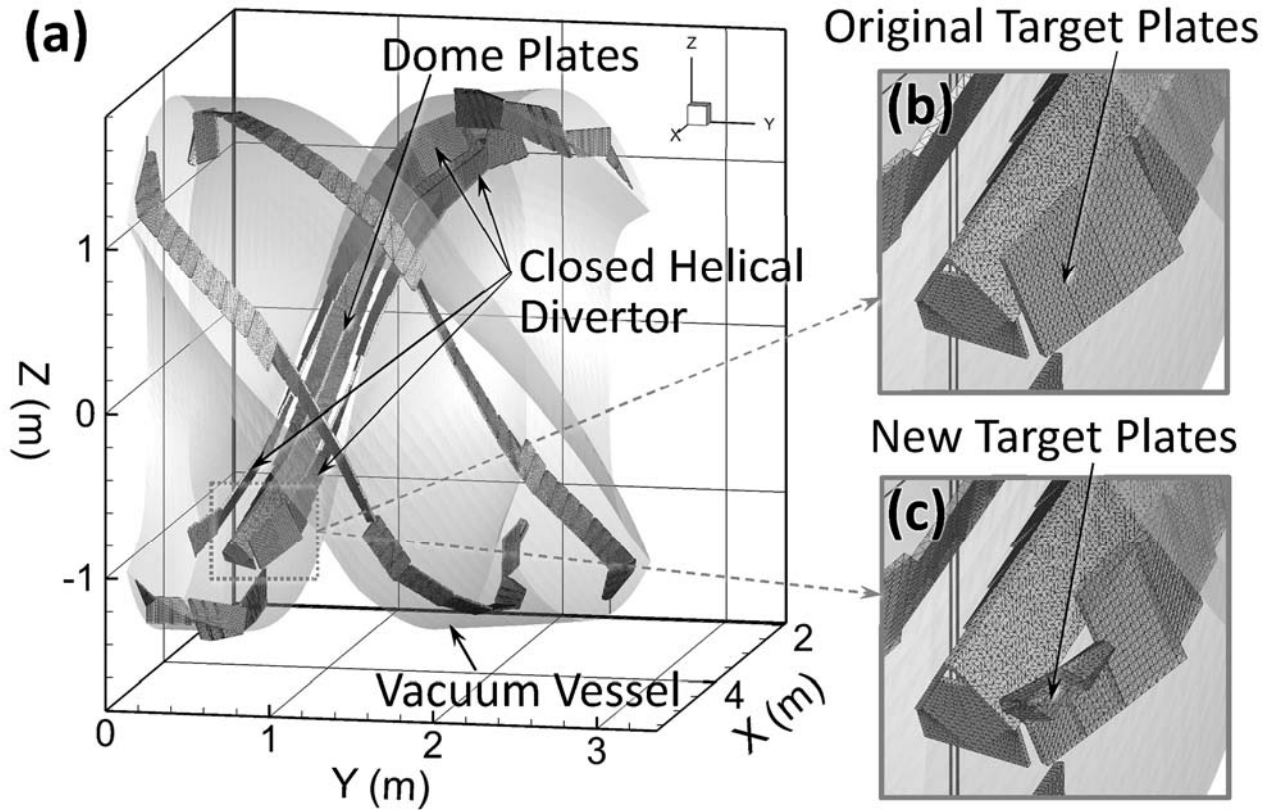 (a)
Dome Plates
Z
Y
X
Closed Helical
Divertor
Vacuum Vessel
1
0
-1
Z (m)
0
1
2
3
Y (m)
2
4
X (m)
Original Target Plates
(b)
New Target Plates
(c)